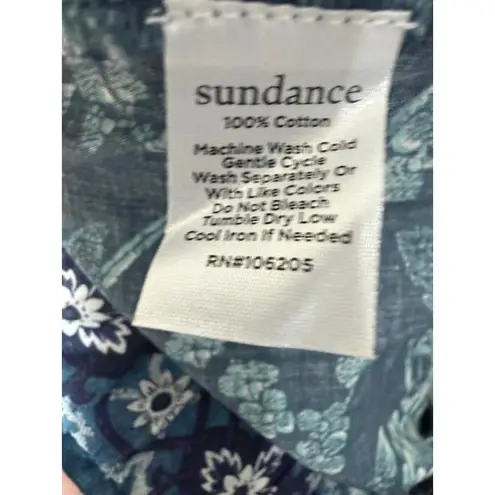 sundance
100% Cotton
Machine Wash Cold
Gentle Cycle
Wash Separately Or
With Like Colors
Do Not Bleach
Tumble Dry Low
Cool Iron If Needed
RN#106205